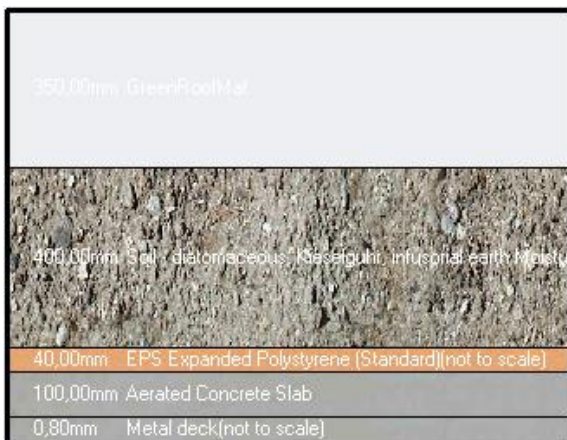 350,00mm GreenRoofMat
400,00mm Soil - diatomaceous, Kieselguhr, infusorial earth Moistu
40,00mm EPS Expanded Polystyrene (Standard)(not to scale)
100,00mm Aerated Concrete Slab
0,80mm Metal deck(not to scale)